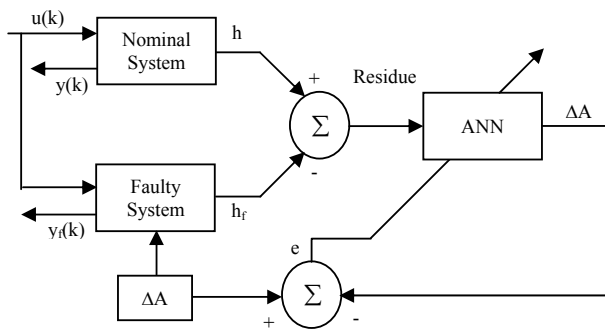 u(k)
Nominal
System
h
y(k)
+
Residue
Σ
ANN
ΔA
-
Faulty
System
h_f
y_f(k)
e
ΔA
Σ
+
-